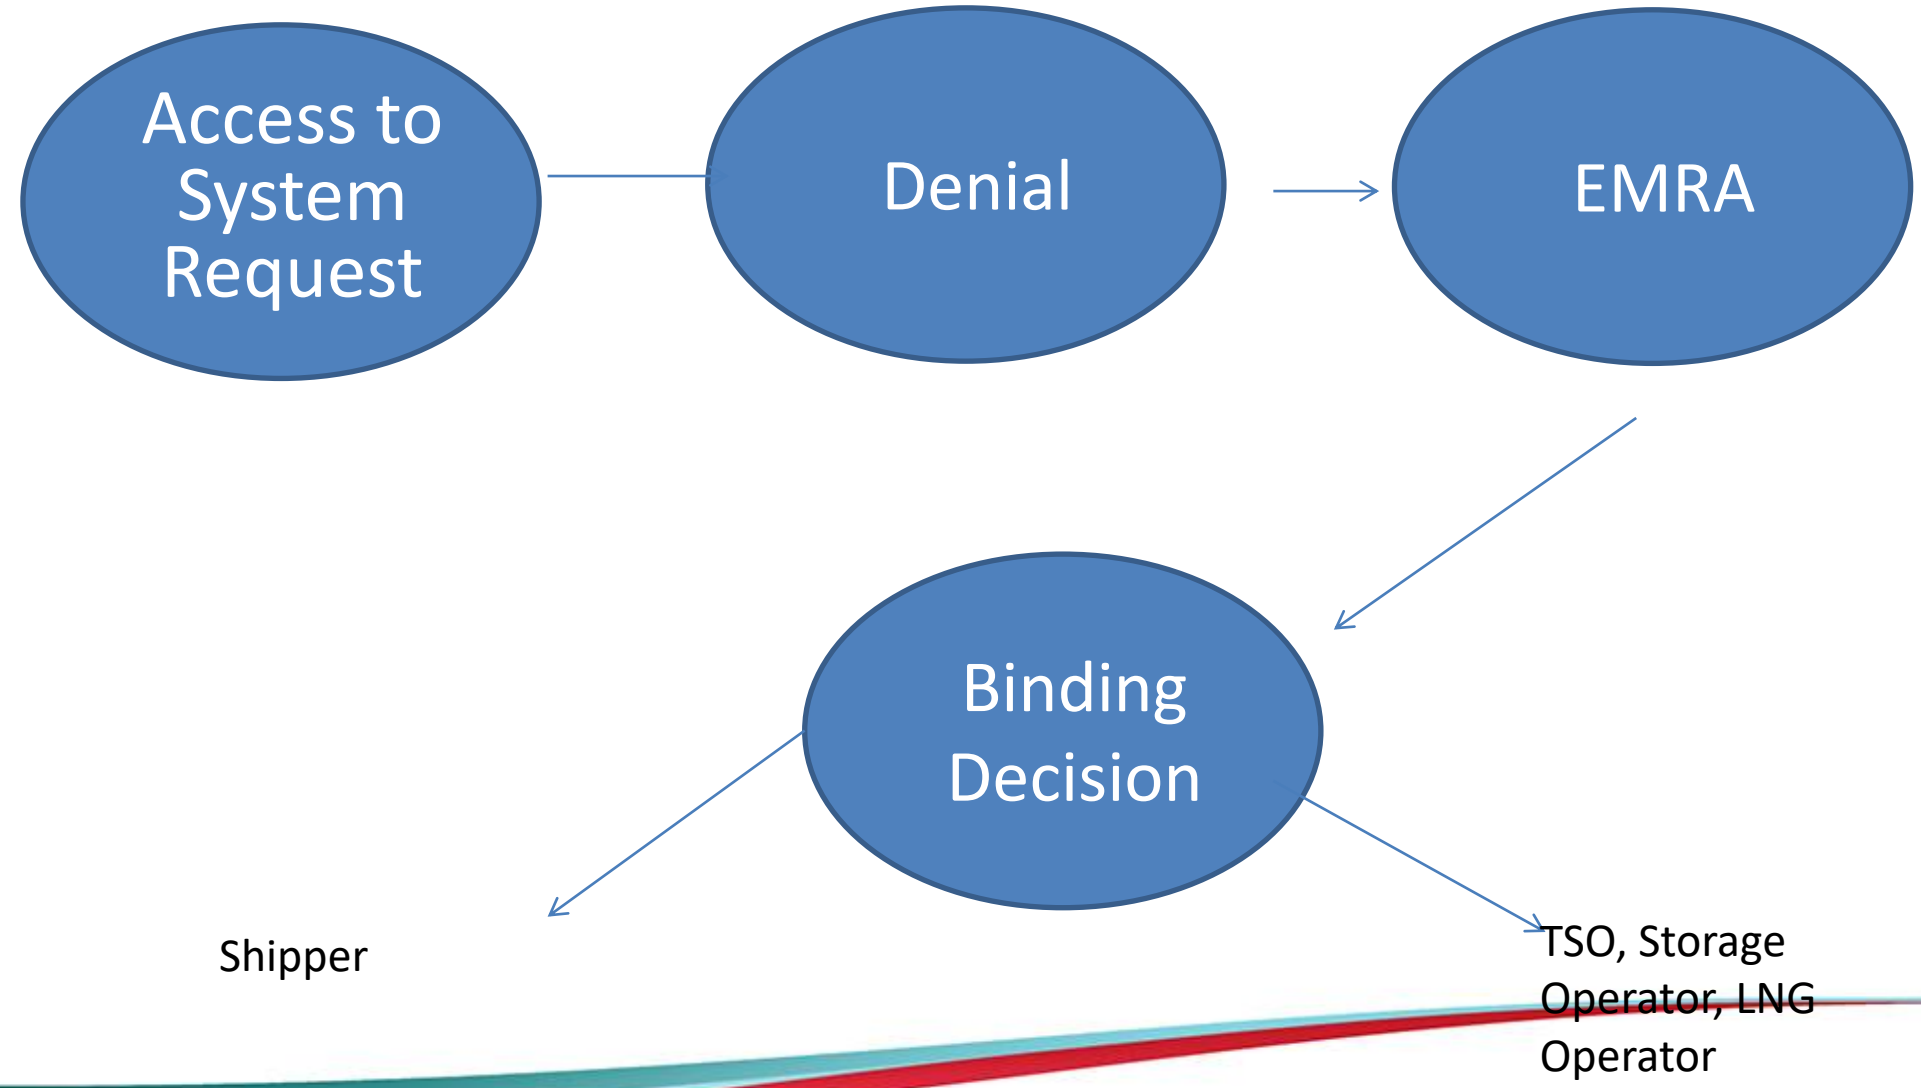 Access to
System
Request
Denial
EMRA
Binding
Decision
Shipper
TSO, Storage
Operator, LNG
Operator